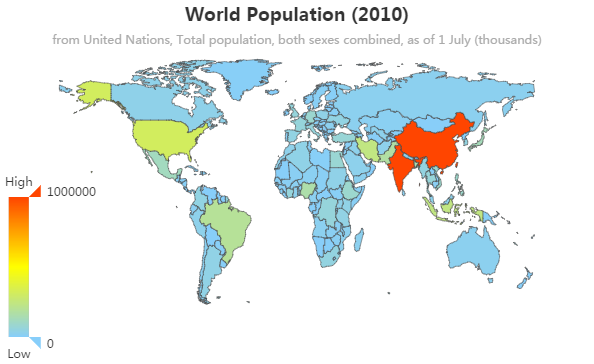 World Population (2010)
from United Nations, Total population, both sexes combined, as of 1 July (thousands)
High
1000000
0
Low